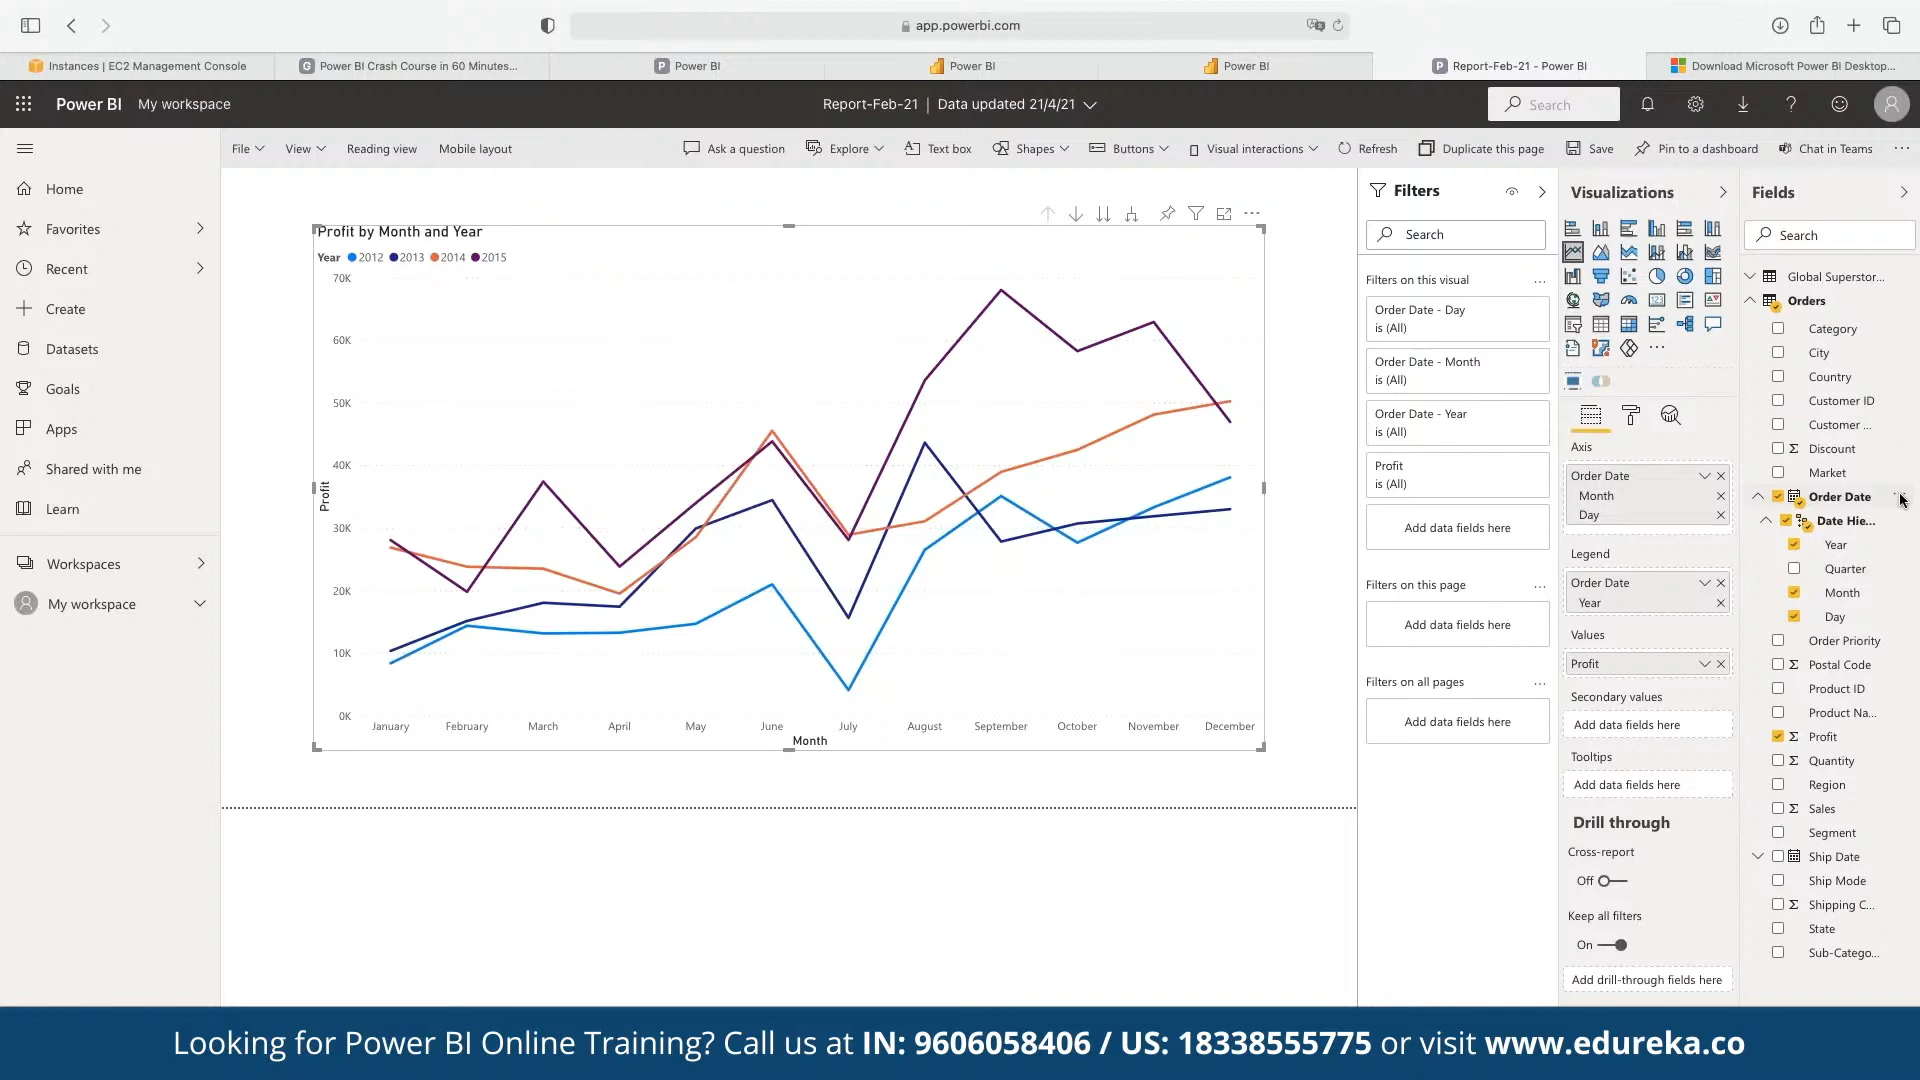 app.powerbi.com
Instances | EC2 Management Console
Power BI Crash Course in 60 Minutes...
Power BI
Power BI
Power BI
Report-Feb-21 - Power BI
Download Microsoft Power BI Desktop...
Power BI My workspace
Report-Feb-21 | Data updated 21/4/21
Search
File
View
Reading view
Mobile layout
Ask a question
Explore
Text box
Shapes
Buttons
Visual interactions
Refresh
Duplicate this page
Save
Pin to a dashboard
Chat in Teams
Home
Favorites
Recent
Create
Datasets
Goals
Apps
Shared with me
Learn
Workspaces
My workspace
Profit by Month and Year
Year 2012 2013 2014 2015
70K
60K
50K
40K
30K
20K
10K
0K
Profit
January February March April May June July August September October November December
Month
Filters
Search
Filters on this visual
Order Date - Day
is (All)
Order Date - Month
is (All)
Order Date - Year
is (All)
Profit
is (All)
Add data fields here
Filters on this page
Add data fields here
Filters on all pages
Add data fields here
Visualizations
Axis
Order Date
Month
Day
Legend
Order Date
Year
Values
Profit
Secondary values
Add data fields here
Tooltips
Add data fields here
Drill through
Cross-report
Off
Keep all filters
On
Add drill-through fields here
Fields
Search
Global Superstor...
Orders
Category
City
Country
Customer ID
Customer ...
Discount
Market
Order Date
Date Hie...
Year
Quarter
Month
Day
Order Priority
Postal Code
Product ID
Product Na...
Profit
Quantity
Region
Sales
Segment
Ship Date
Ship Mode
Shipping C...
State
Sub-Catego...
Looking for Power BI Online Training? Call us at IN: 9606058406 / US: 18338555775 or visit www.edureka.co